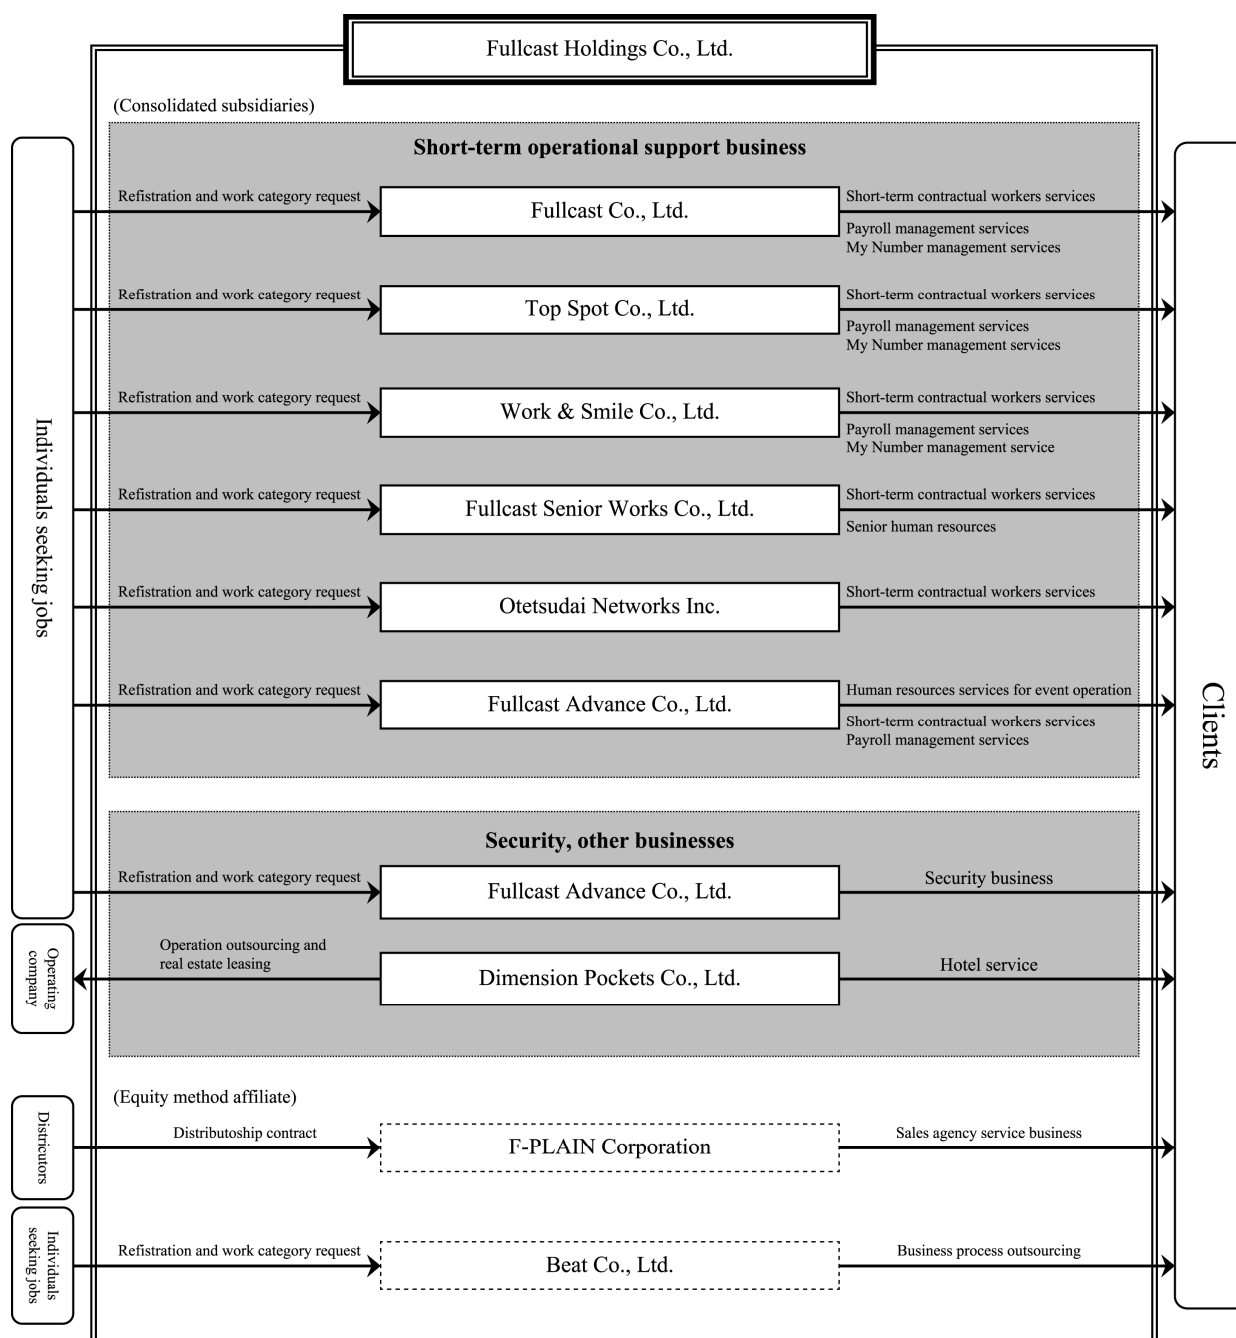 Fullcast Holdings Co., Ltd.
(Consolidated subsidiaries)
Short-term operational support business
Individuals seeking jobs
Refistration and work category request
Fullcast Co., Ltd.
Short-term contractual workers services
Payroll management services
My Number management services
Refistration and work category request
Top Spot Co., Ltd.
Short-term contractual workers services
Payroll management services
My Number management services
Refistration and work category request
Work & Smile Co., Ltd.
Short-term contractual workers services
Payroll management services
My Number management service
Refistration and work category request
Fullcast Senior Works Co., Ltd.
Short-term contractual workers services
Senior human resources
Refistration and work category request
Otetsudai Networks Inc.
Short-term contractual workers services
Refistration and work category request
Fullcast Advance Co., Ltd.
Human resources services for event operation
Short-term contractual workers services
Payroll management services
Clients
Security, other businesses
Refistration and work category request
Fullcast Advance Co., Ltd.
Security business
Operating
company
Operation outsourcing and
real estate leasing
Dimension Pockets Co., Ltd.
Hotel service
(Equity method affiliate)
Districutors
Distributoship contract
F-PLAIN Corporation
Sales agency service business
Individuals
seeking jobs
Refistration and work category request
Beat Co., Ltd.
Business process outsourcing